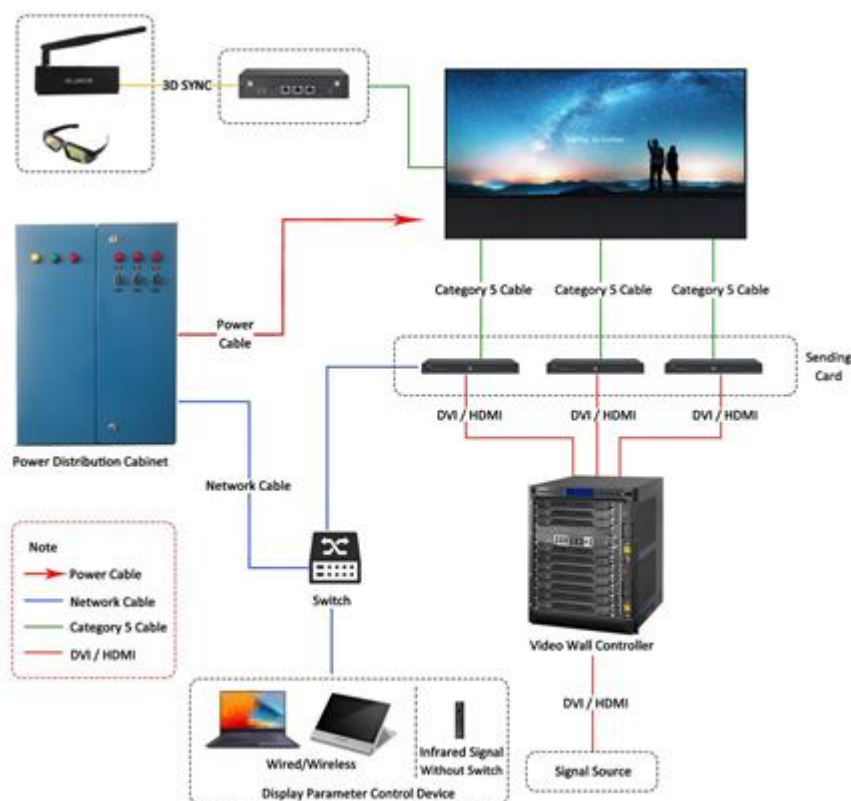 3D SYNC
Category 5 Cable
Category 5 Cable
Category 5 Cable
Power
Cable
Sending
Card
DVI / HDMI
DVI / HDMI
DVI / HDMI
Power Distribution Cabinet
Network Cable
Note
Power Cable
Network Cable
Category 5 Cable
DVI / HDMI
Switch
Video Wall Controller
DVI / HDMI
Wired/Wireless
Infrared Signal
Without Switch
Signal Source
Display Parameter Control Device